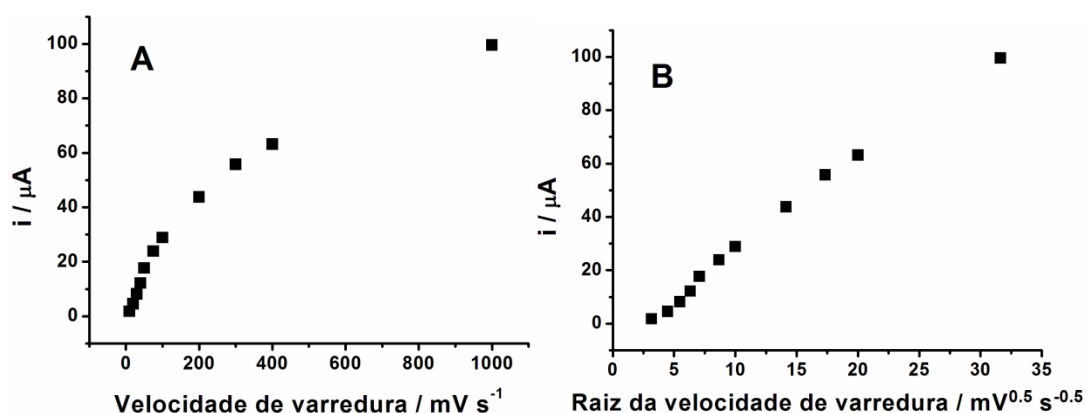 A
i / μA
100
80
60
40
20
0
0 200 400 600 800 1000
Velocidade de varredura / mV s⁻¹
B
i / μA
100
80
60
40
20
0
0 5 10 15 20 25 30 35
Raiz da velocidade de varredura / mV⁰·⁵ s⁻⁰·⁵